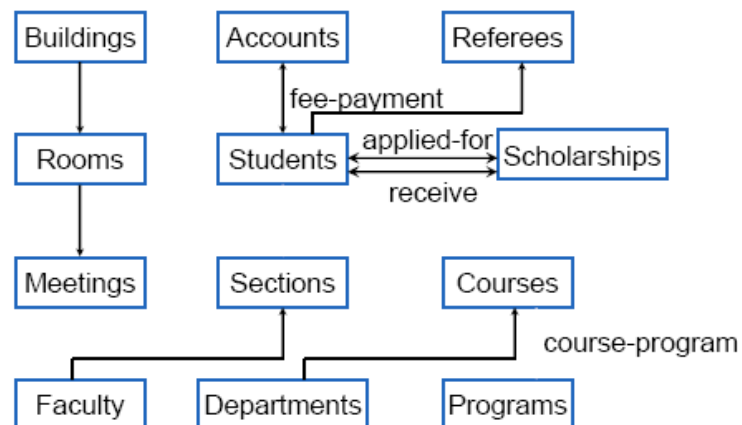 Buildings
Accounts
Referees
fee-payment
Rooms
Students
applied-for
Scholarships
receive
Meetings
Sections
Courses
course-program
Faculty
Departments
Programs